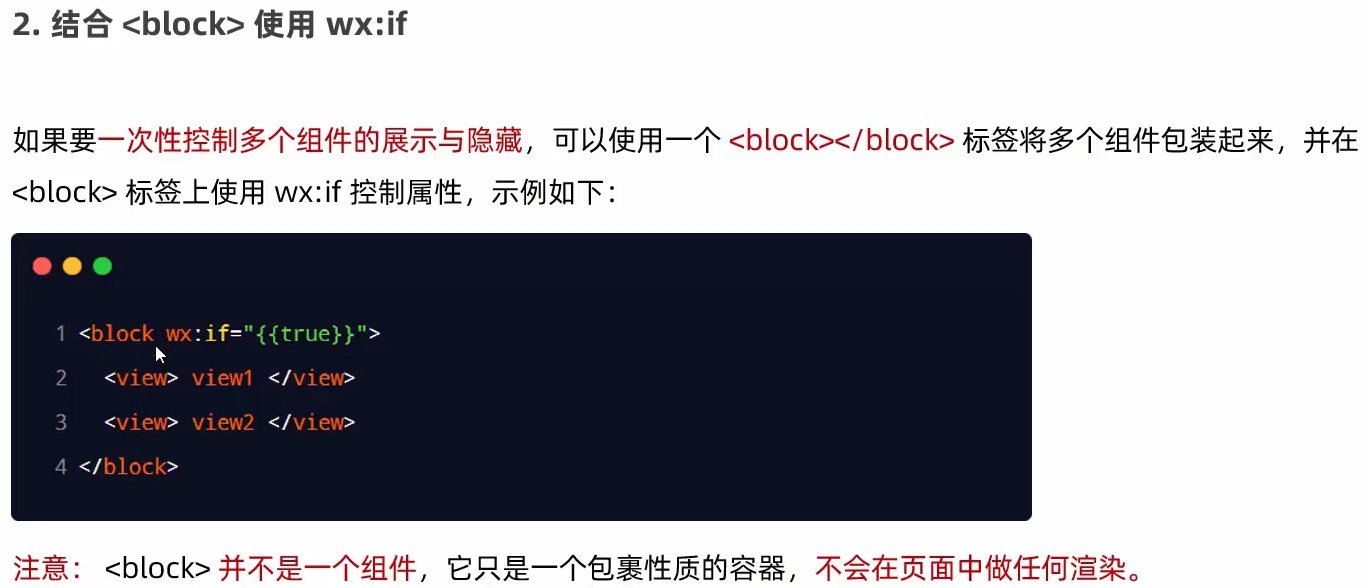 2. 结合 <block> 使用 wx:if
如果要一次性控制多个组件的展示与隐藏，可以使用一个 <block></block> 标签将多个组件包装起来，并在
<block> 标签上使用 wx:if 控制属性，示例如下：
1 <block wx:if="{{true}}">
2   <view> view1 </view>
3   <view> view2 </view>
4 </block>
注意： <block> 并不是一个组件，它只是一个包裹性质的容器，不会在页面中做任何渲染。